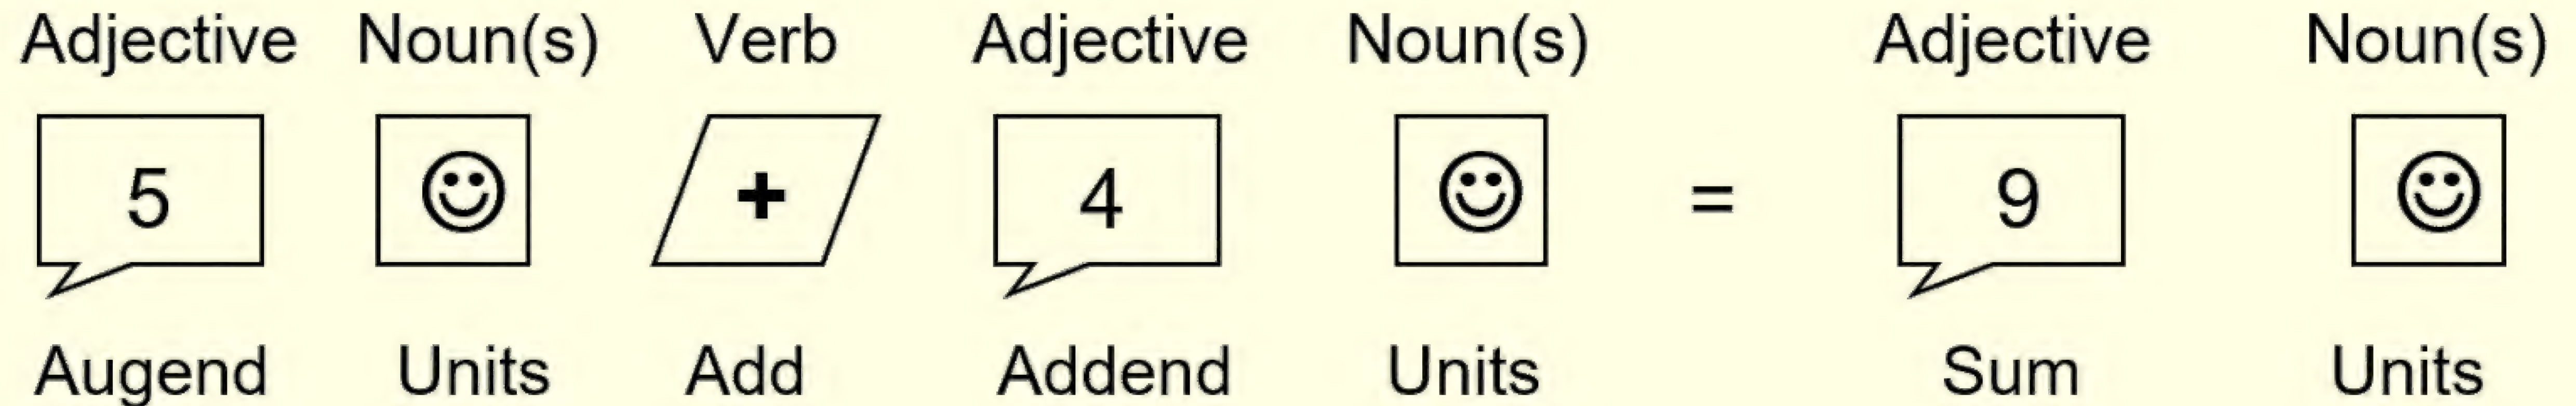 Adjective Noun(s) Verb Adjective Noun(s) Adjective Noun(s)
5 + 4 = 9
Augend Units Add Addend Units Sum Units